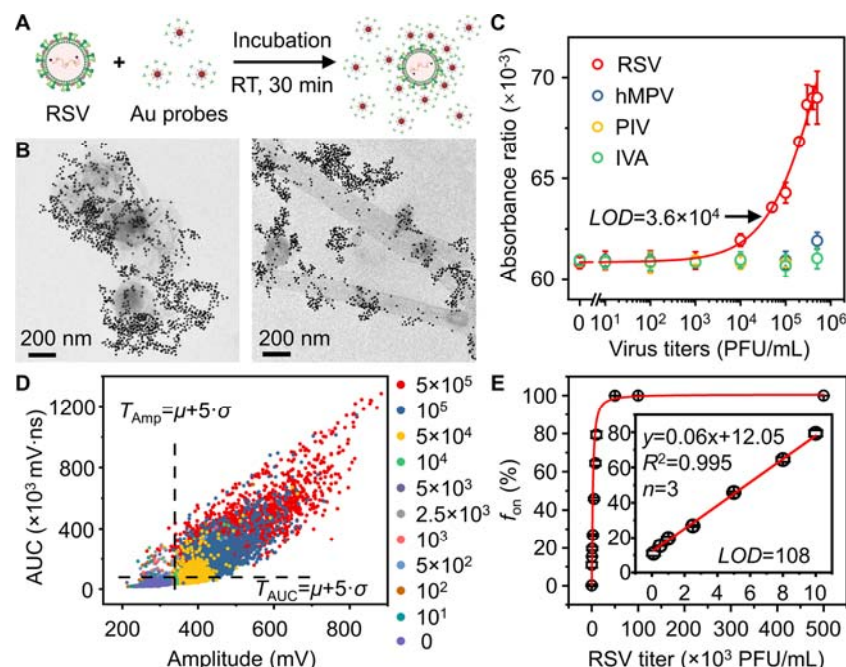 A
RSV
+
Au probes
Incubation
RT, 30 min
B
200 nm
200 nm
C
Absorbance ratio (×10⁻³)
70
65
60
RSV
hMPV
PIV
IVA
LOD=3.6×10⁴
0 10¹ 10² 10³ 10⁴ 10⁵ 10⁶
Virus titers (PFU/mL)
D
AUC (×10³ mV·ns)
1200
800
400
0
T_Amp=μ+5·σ
T_AUC=μ+5·σ
200 400 600 800
Amplitude (mV)
5×10⁵
10⁵
5×10⁴
10⁴
5×10³
2.5×10³
10³
5×10²
10²
10¹
0
E
f_on (%)
100
80
60
40
20
0
y=0.06x+12.05
R²=0.995
n=3
LOD=108
80
60
40
20
0
0 2 4 6 8 10
0 100 200 300 400 500
RSV titer (×10³ PFU/mL)